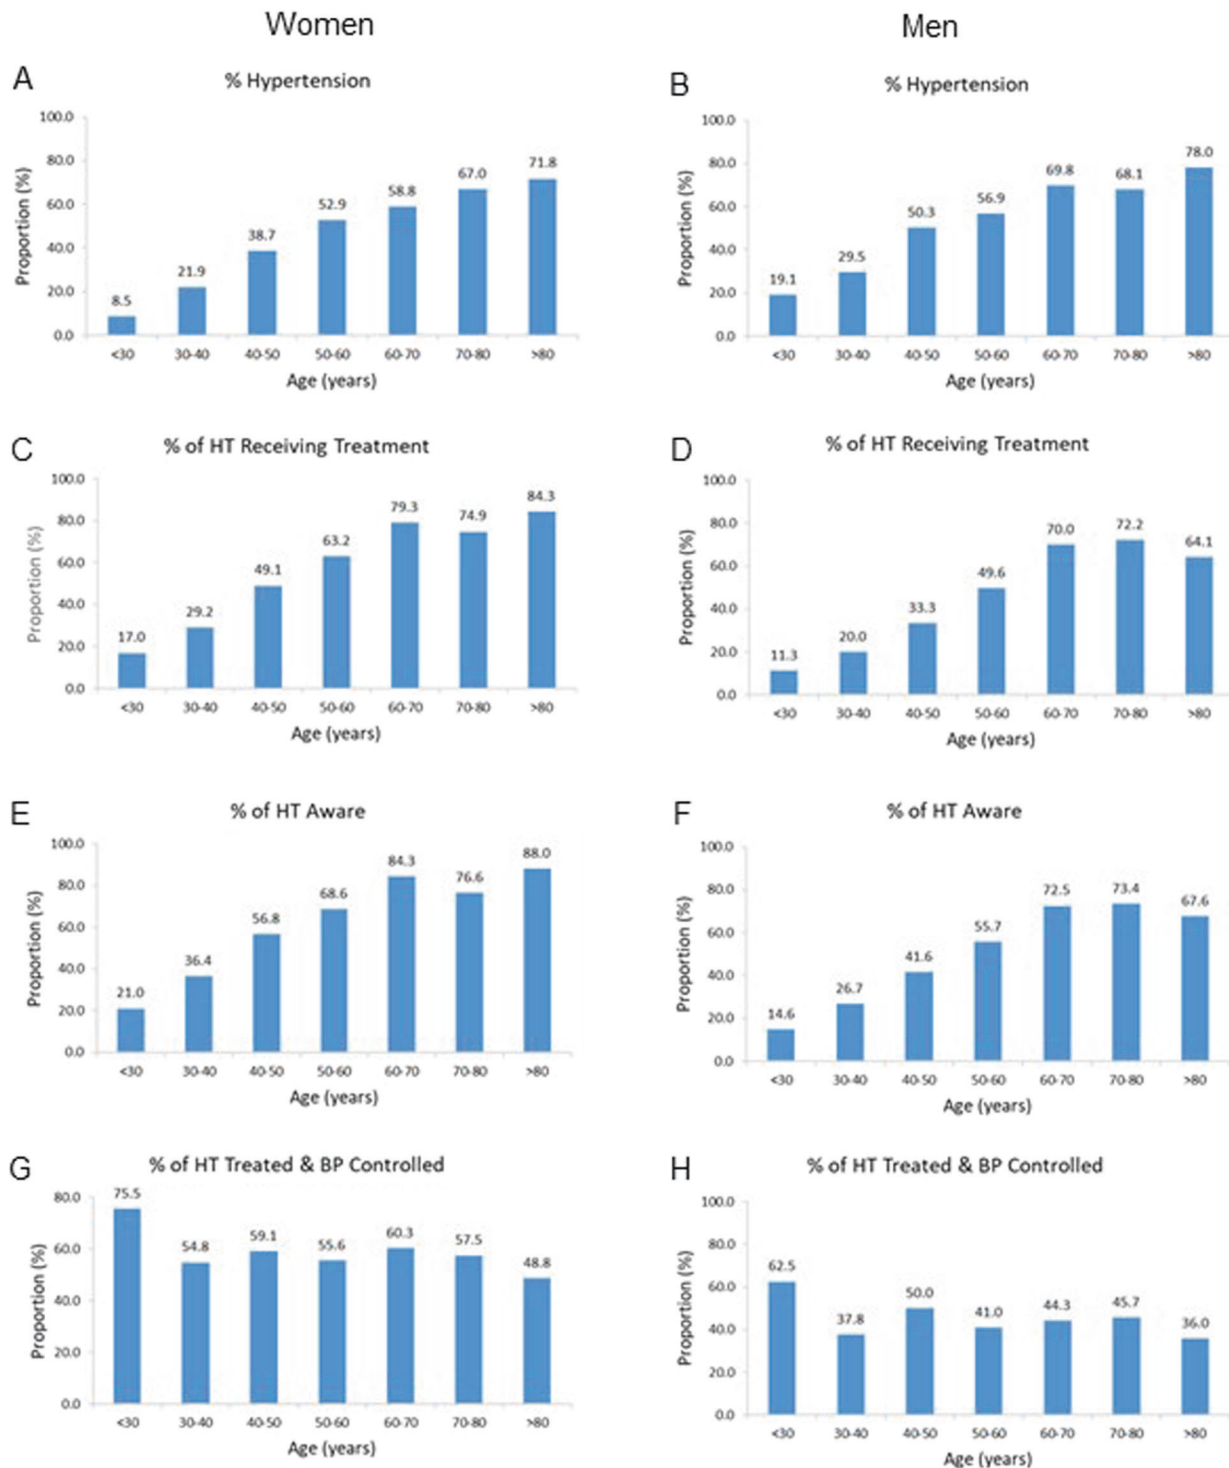 Women
Men
A
% Hypertension
Proportion (%)
100.0
80.0
60.0
40.0
20.0
0.0
8.5
21.9
38.7
52.9
58.8
67.0
71.8
<30 30-40 40-50 50-60 60-70 70-80 >80
Age (years)
B
% Hypertension
Proportion (%)
100.0
80.0
60.0
40.0
20.0
0.0
19.1
29.5
50.3
56.9
69.8
68.1
78.0
<30 30-40 40-50 50-60 60-70 70-80 >80
Age (years)
C
% of HT Receiving Treatment
Proportion (%)
100.0
80.0
60.0
40.0
20.0
0.0
17.0
29.2
49.1
63.2
79.3
74.9
84.3
<30 30-40 40-50 50-60 60-70 70-80 >80
Age (years)
D
% of HT Receiving Treatment
Proportion (%)
100.0
80.0
60.0
40.0
20.0
0.0
11.3
20.0
33.3
49.6
70.0
72.2
64.1
<30 30-40 40-50 50-60 60-70 70-80 >80
Age (years)
E
% of HT Aware
Proportion (%)
100.0
80.0
60.0
40.0
20.0
0.0
21.0
36.4
56.8
68.6
84.3
76.6
88.0
<30 30-40 40-50 50-60 60-70 70-80 >80
Age (years)
F
% of HT Aware
Proportion (%)
100.0
80.0
60.0
40.0
20.0
0.0
14.6
26.7
41.6
55.7
72.5
73.4
67.6
<30 30-40 40-50 50-60 60-70 70-80 >80
Age (years)
G
% of HT Treated & BP Controlled
Proportion (%)
80.0
60.0
40.0
20.0
0.0
75.5
54.8
59.1
55.6
60.3
57.5
48.8
<30 30-40 40-50 50-60 60-70 70-80 >80
Age (years)
H
% of HT Treated & BP Controlled
Proportion (%)
100.0
80.0
60.0
40.0
20.0
0.0
62.5
37.8
50.0
41.0
44.3
45.7
36.0
<30 30-40 40-50 50-60 60-70 70-80 >80
Age (years)